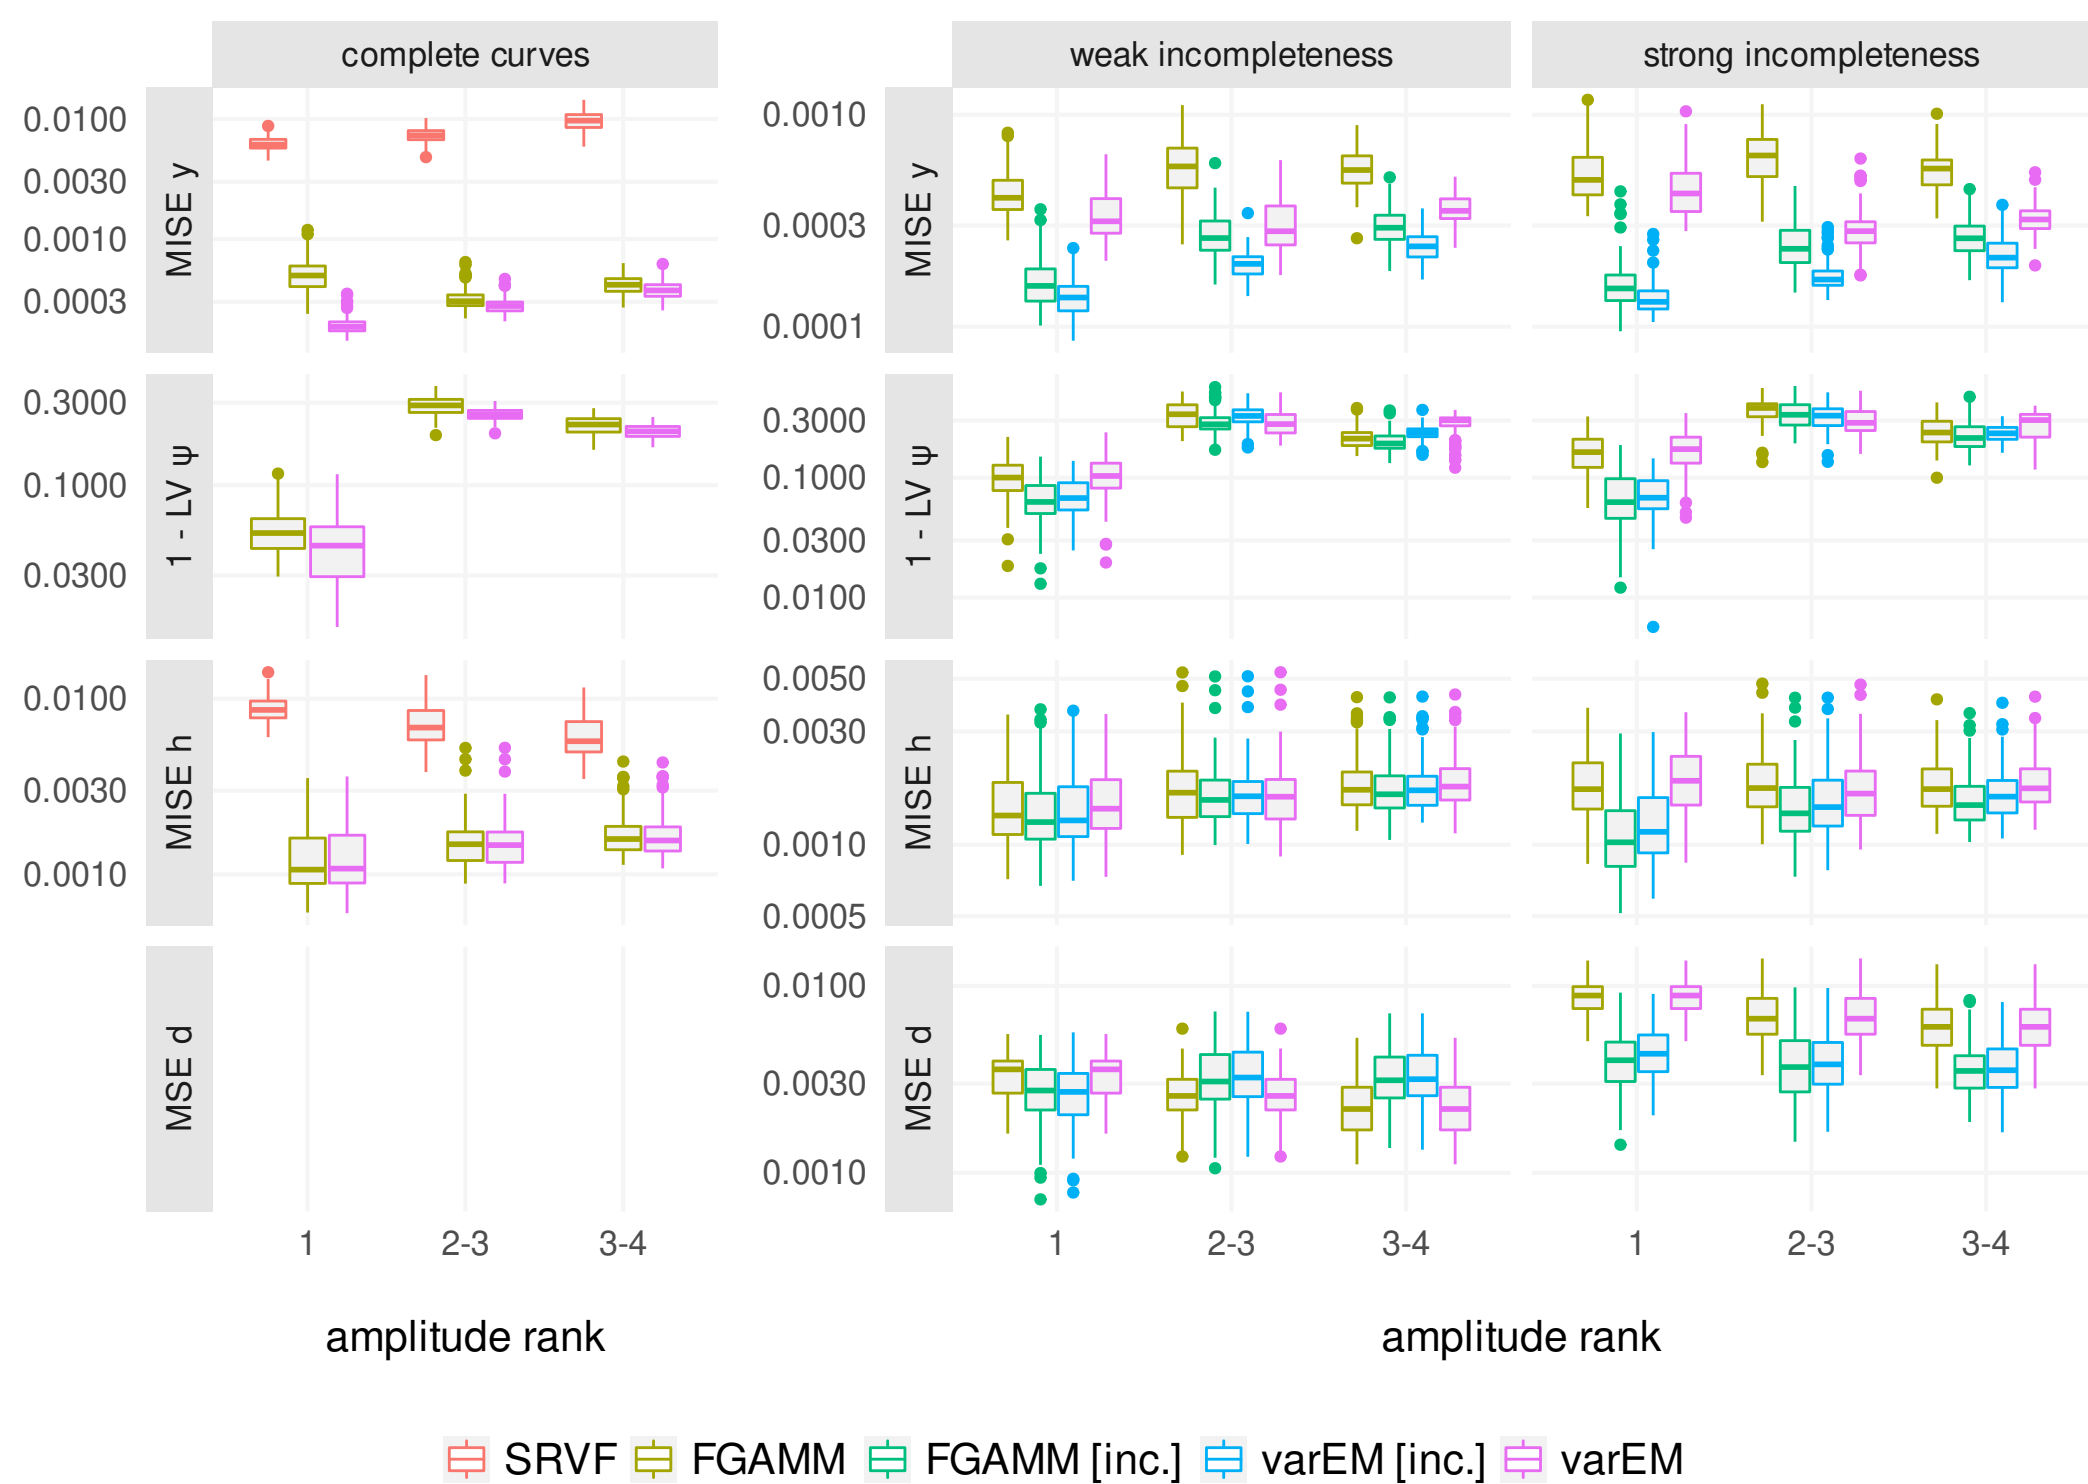 complete curves
weak incompleteness
strong incompleteness
MISE y
0.0100
0.0030
0.0010
0.0003
MISE y
0.0010
0.0003
0.0001
1 - LV ψ
0.3000
0.1000
0.0300
1 - LV ψ
0.3000
0.1000
0.0300
0.0100
MISE h
0.0100
0.0030
0.0010
MISE h
0.0050
0.0030
0.0010
0.0005
MSE d
MSE d
0.0100
0.0030
0.0010
1 2-3 3-4
1 2-3 3-4
1 2-3 3-4
amplitude rank
amplitude rank
SRVF FGAMM FGAMM [inc.] varEM [inc.] varEM